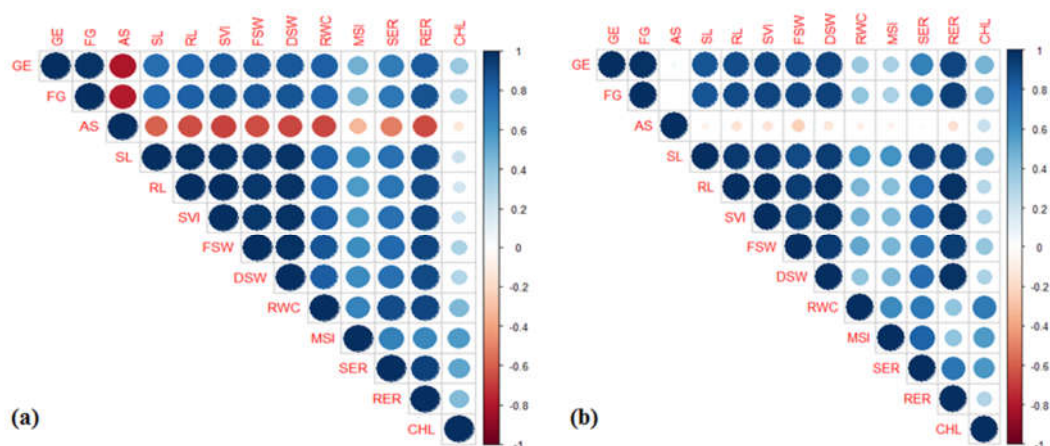 GE FG AS SL RL SVI FSW DSW RWC MSI SER RER CHL
GE
FG
AS
SL
RL
SVI
FSW
DSW
RWC
MSI
SER
RER
CHL
1
0.8
0.6
0.4
0.2
0
-0.2
-0.4
-0.6
-0.8
-1
(a)
GE FG AS SL RL SVI FSW DSW RWC MSI SER RER CHL
GE
FG
AS
SL
RL
SVI
FSW
DSW
RWC
MSI
SER
RER
CHL
1
0.8
0.6
0.4
0.2
0
-0.2
-0.4
-0.6
-0.8
-1
(b)